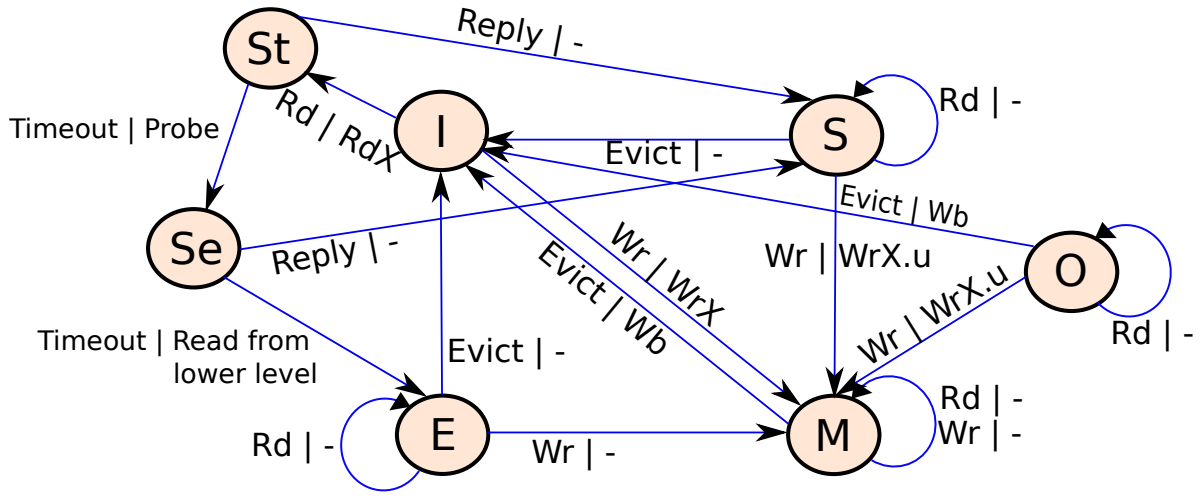 St
Reply | -
Rd | -
I
S
Rd | RdX
Timeout | Probe
Evict | -
Evict | Wb
Se
Reply | -
Wr | WrX
Wr | WrX.u
O
Evict | Wb
Wr | WrX.u
Rd | -
Timeout | Read from
lower level
Evict | -
E
M
Rd | -
Wr | -
Rd | -
Wr | -